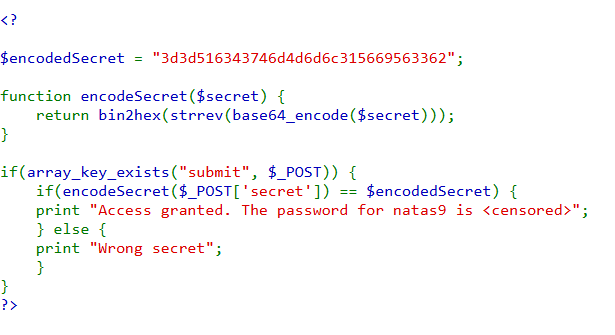 <?
$encodedSecret = "3d3d516343746d4d6d6c315669563362";
function encodeSecret($secret) {
    return bin2hex(strrev(base64_encode($secret)));
}
if(array_key_exists("submit", $_POST)) {
    if(encodeSecret($_POST['secret']) == $encodedSecret) {
    print "Access granted. The password for natas9 is <censored>";
    } else {
    print "Wrong secret";
    }
}
?>